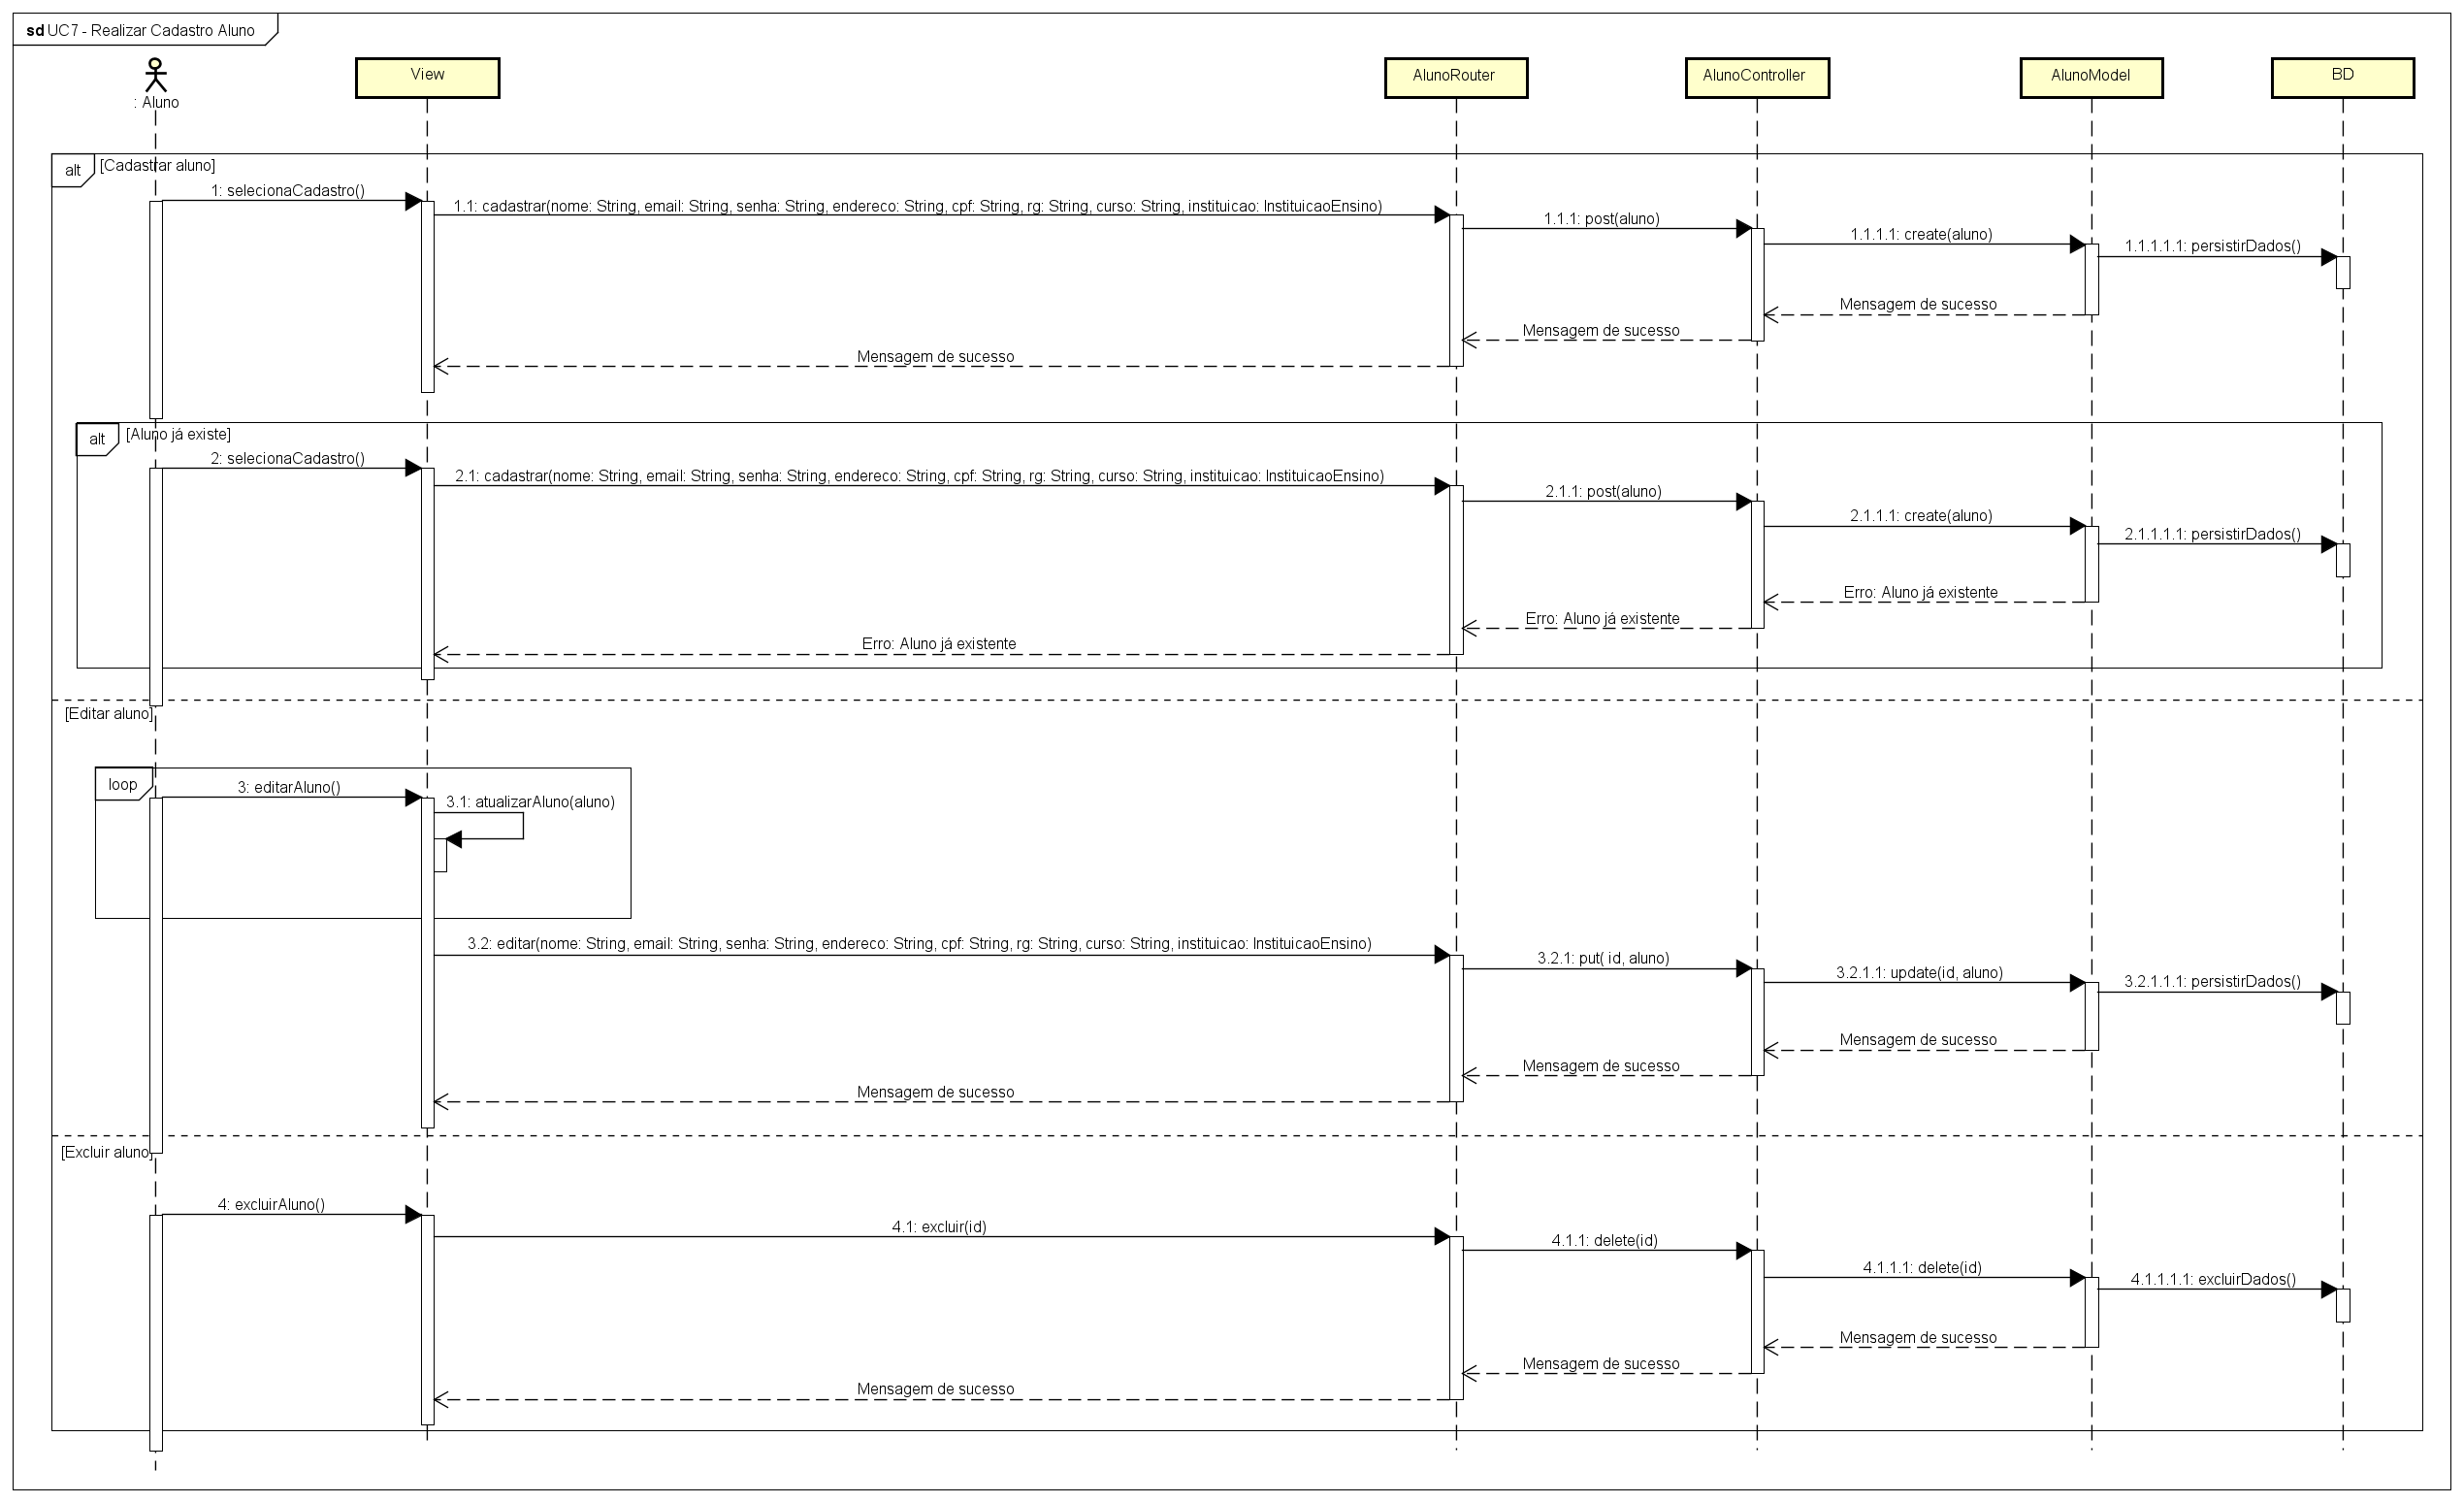 sd UC7 - Realizar Cadastro Aluno
: Aluno
View
AlunoRouter
AlunoController
AlunoModel
BD
alt
[Cadastrar aluno]
1: selecionaCadastro()
1.1: cadastrar(nome: String, email: String, senha: String, endereco: String, cpf: String, rg: String, curso: String, instituicao: InstituicaoEnsino)
1.1.1: post(aluno)
1.1.1.1: create(aluno)
1.1.1.1.1: persistirDados()
Mensagem de sucesso
Mensagem de sucesso
Mensagem de sucesso
alt
[Aluno já existe]
2: selecionaCadastro()
2.1: cadastrar(nome: String, email: String, senha: String, endereco: String, cpf: String, rg: String, curso: String, instituicao: InstituicaoEnsino)
2.1.1: post(aluno)
2.1.1.1: create(aluno)
2.1.1.1.1: persistirDados()
Erro: Aluno já existente
Erro: Aluno já existente
Erro: Aluno já existente
[Editar aluno]
loop
3: editarAluno()
3.1: atualizarAluno(aluno)
3.2: editar(nome: String, email: String, senha: String, endereco: String, cpf: String, rg: String, curso: String, instituicao: InstituicaoEnsino)
3.2.1: put( id, aluno)
3.2.1.1: update(id, aluno)
3.2.1.1.1: persistirDados()
Mensagem de sucesso
Mensagem de sucesso
Mensagem de sucesso
[Excluir aluno]
4: excluirAluno()
4.1: excluir(id)
4.1.1: delete(id)
4.1.1.1: delete(id)
4.1.1.1.1: excluirDados()
Mensagem de sucesso
Mensagem de sucesso
Mensagem de sucesso